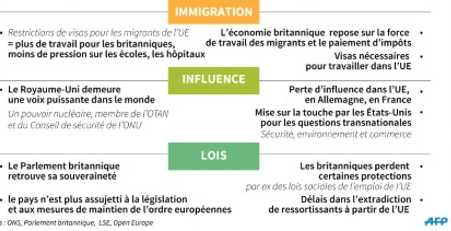 IMMIGRATION
• Restrictions de visas pour les migrants de l'UE
= plus de travail pour les britanniques,
moins de pression sur les écoles, les hôpitaux
L'économie britannique repose sur la force •
de travail des migrants et le paiement d'impôts
Visas nécessaires •
pour travailler dans l'UE
INFLUENCE
• Le Royaume-Uni demeure
une voix puissante dans le monde
Un pouvoir nucléaire, membre de l'OTAN
et du Conseil de sécurité de l'ONU
Perte d'influence dans l'UE, •
en Allemagne, en France
Mise sur la touche par les États-Unis •
pour les questions transnationales
Sécurité, environnement et commerce
LOIS
• Le Parlement britannique
retrouve sa souveraineté
• le pays n'est plus assujetti à la législation
et aux mesures de maintien de l'ordre européennes
Les britanniques perdent •
certaines protections
par ex des lois sociales de l'emploi de l'UE
Délais dans l'extradition •
de ressortissants à partir de l'UE
s : ONS, Parlement britannique, LSE, Open Europe
AFP